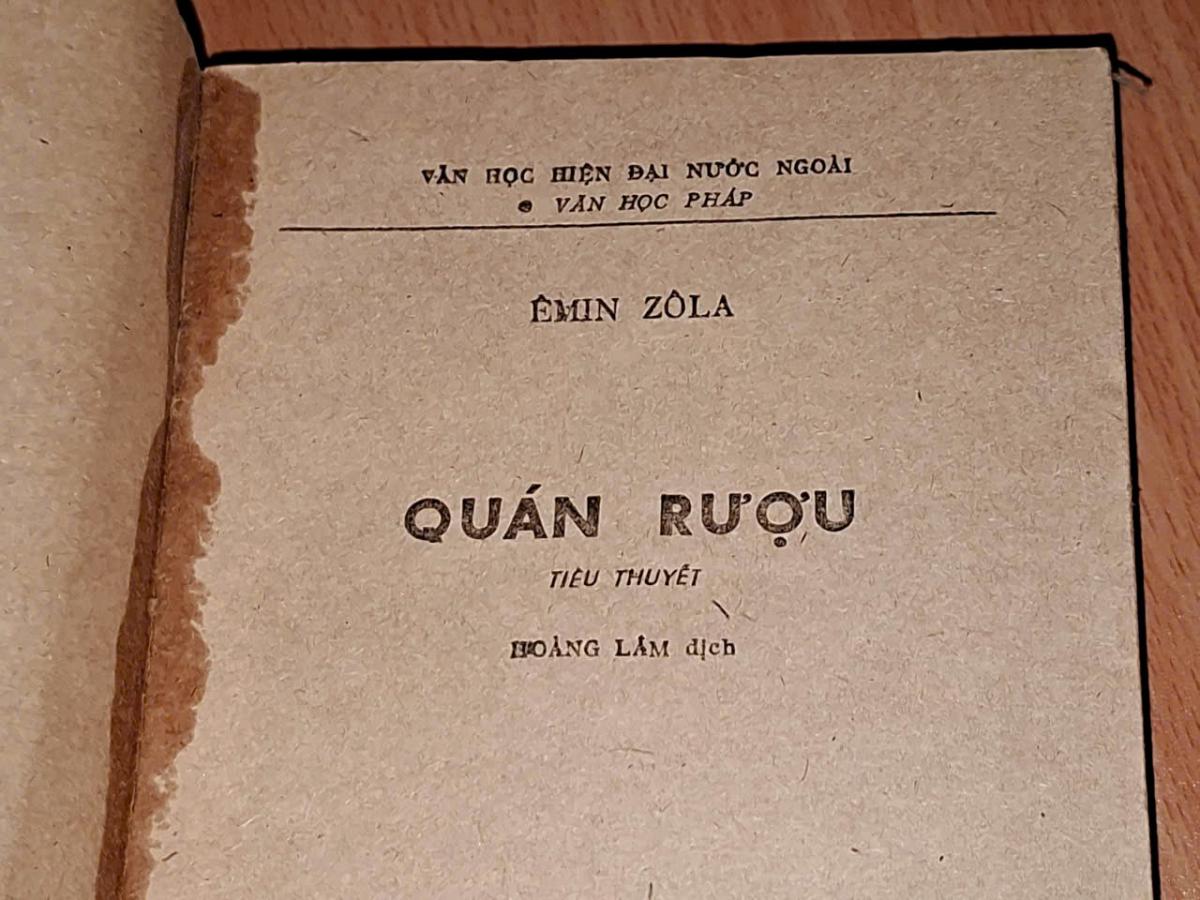 VĂN HỌC HIỆN ĐẠI NƯỚC NGOÀI
● VĂN HỌC PHÁP
ÊMIN ZÔLA
QUÁN RƯỢU
TIỂU THUYẾT
HOÀNG LÂM dịch